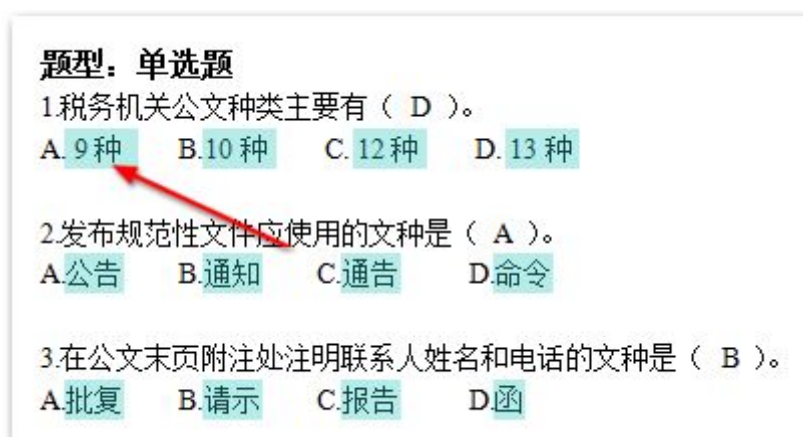 题型：单选题
1.税务机关公文种类主要有（ D ）。
A. 9种 B.10种 C. 12种 D. 13种
2.发布规范性文件应使用的文种是（ A ）。
A.公告 B.通知 C.通告 D.命令
3.在公文末页附注处注明联系人姓名和电话的文种是（ B ）。
A.批复 B.请示 C.报告 D.函